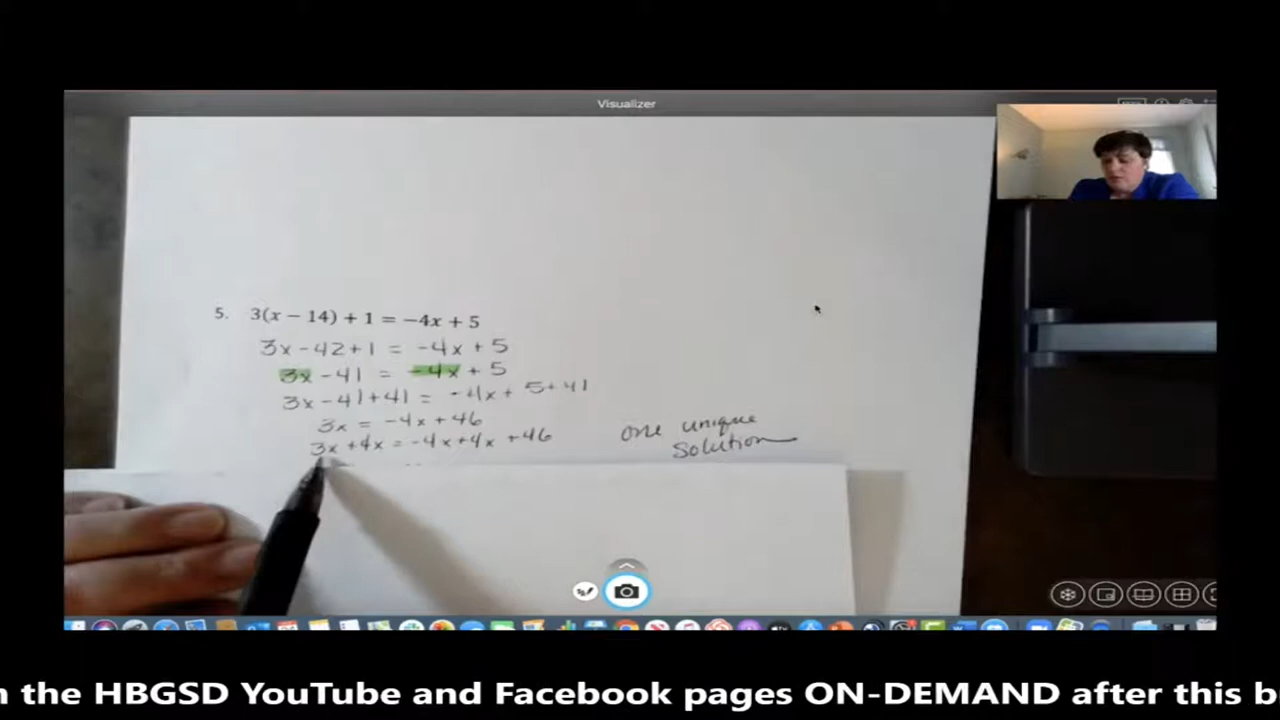 Visualizer
5. 3(x − 14) + 1 = −4x + 5
3x - 42 + 1 = -4x + 5
3x - 41 = -4x + 5
3x - 41 + 41 = -4x + 5 + 41
3x = -4x + 46
3x + 4x = -4x + 4x + 46
one unique
solution
n the HBGSD YouTube and Facebook pages ON-DEMAND after this b